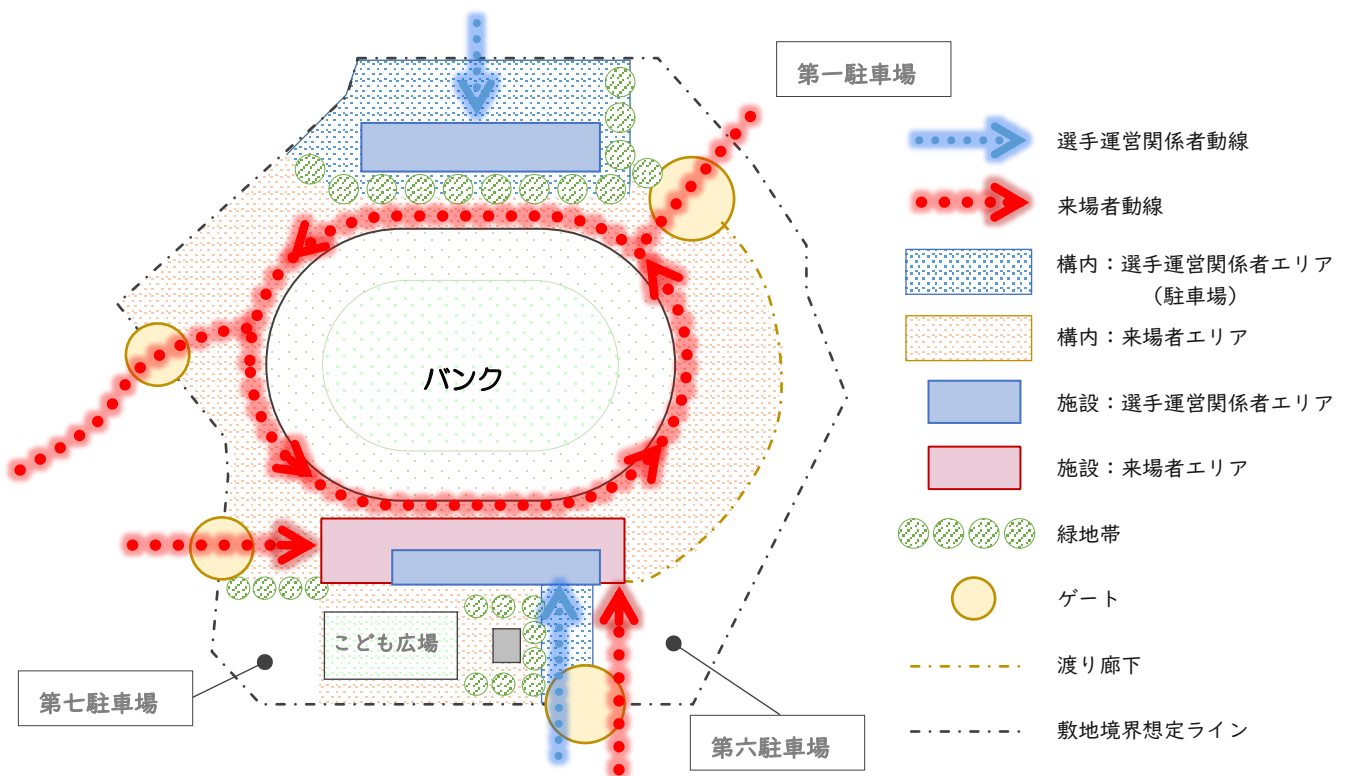 第一駐車場
バンク
こども広場
第七駐車場
第六駐車場
選手運営関係者動線
来場者動線
構内：選手運営関係者エリア
（駐車場）
構内：来場者エリア
施設：選手運営関係者エリア
施設：来場者エリア
緑地帯
ゲート
渡り廊下
敷地境界想定ライン